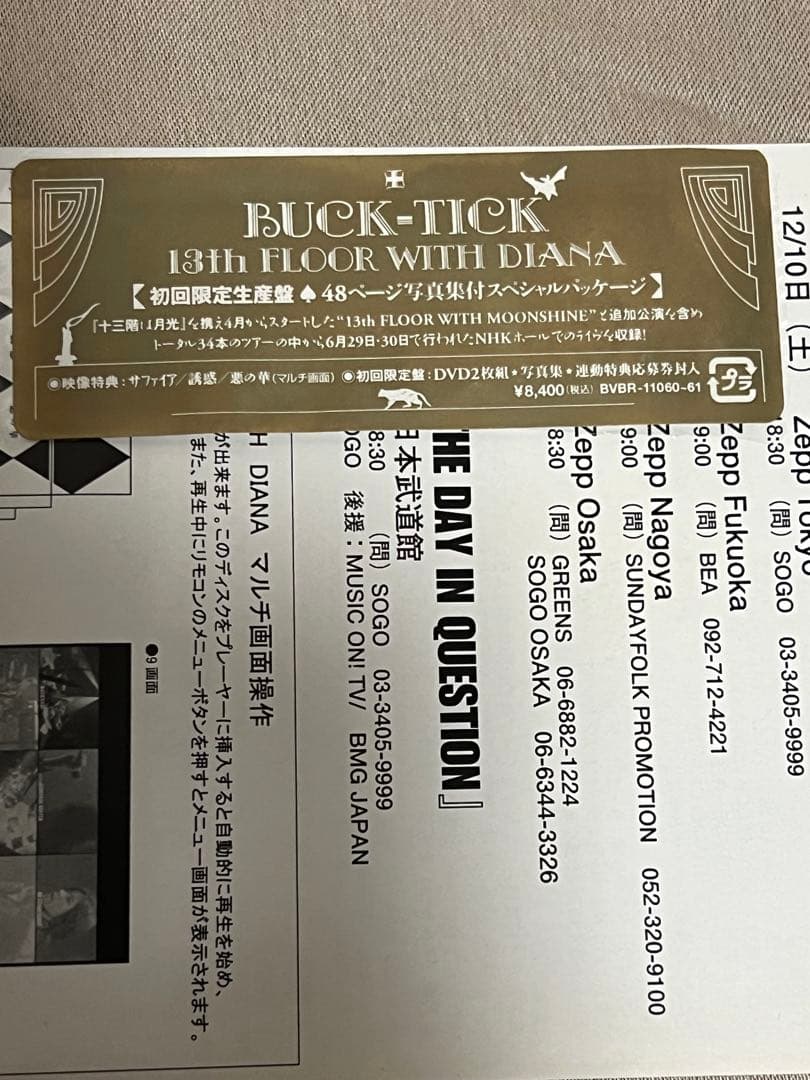 BUCK-TICK
13th FLOOR WITH DIANA
【初回限定生産盤♠48ページ写真集付スペシャルパッケージ】
『十三階は月光』を携え4月からスタートした“13th FLOOR WITH MOONSHINE”と追加公演を含め
トータル34本のツアーの中から6月29日・30日で行われたNHKホールでのライヴを収録!
◉映像特典:サファイア/誘惑/悪の華(マルチ画面) ◉初回限定盤:DVD2枚組★写真集★連動特典応募券封入
¥8,400(税込) BVBR-11060~61
プラ
12/10日(土) Zepp Tokyo
18:30 (問)SOGO 03-3405-9999
Zepp Fukuoka
9:00 (問)BEA 092-712-4221
Zepp Nagoya
9:00 (問)SUNDAYFOLK PROMOTION 052-320-9100
Zepp Osaka
8:30 (問)GREENS 06-6882-1224
SOGO OSAKA 06-6344-3326
HE DAY IN QUESTION』
日本武道館
8:30 (問)SOGO 03-3405-9999
OGO 後援:MUSIC ON! TV/ BMG JAPAN
H DIANA マルチ画面操作
が出来ます。このディスクをプレーヤーに挿入すると自動的に再生を始め、
また、再生中にリモコンのメニューボタンを押すとメニュー画面が表示されます。
●9画面